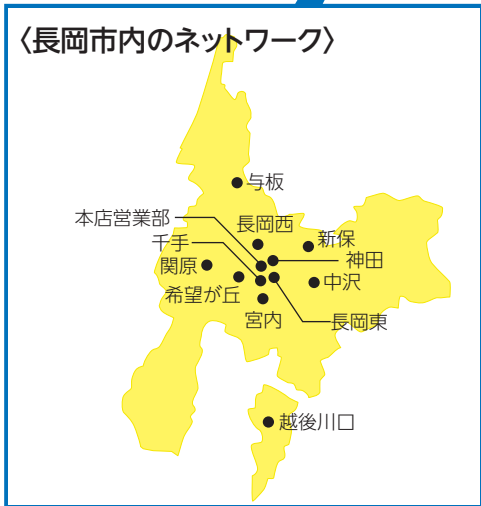 〈長岡市内のネットワーク〉
与板
本店営業部
長岡西
千手
新保
関原
神田
希望が丘
中沢
宮内
長岡東
越後川口